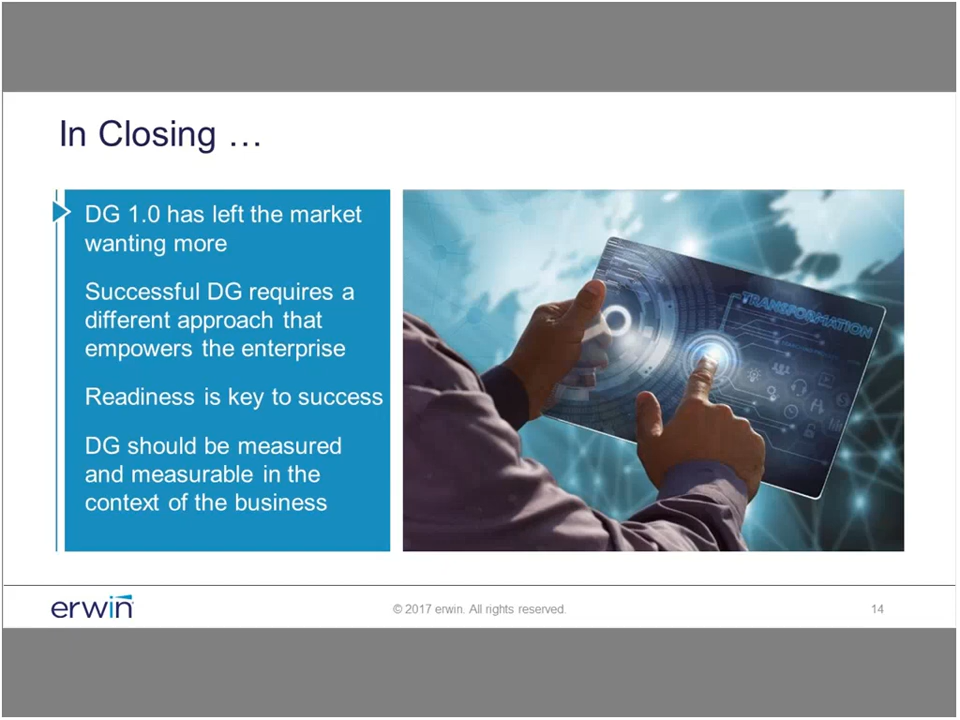 In Closing …
DG 1.0 has left the market
wanting more
Successful DG requires a
different approach that
empowers the enterprise
Readiness is key to success
DG should be measured
and measurable in the
context of the business
TRANSFORMATION
erwin
© 2017 erwin. All rights reserved.
14